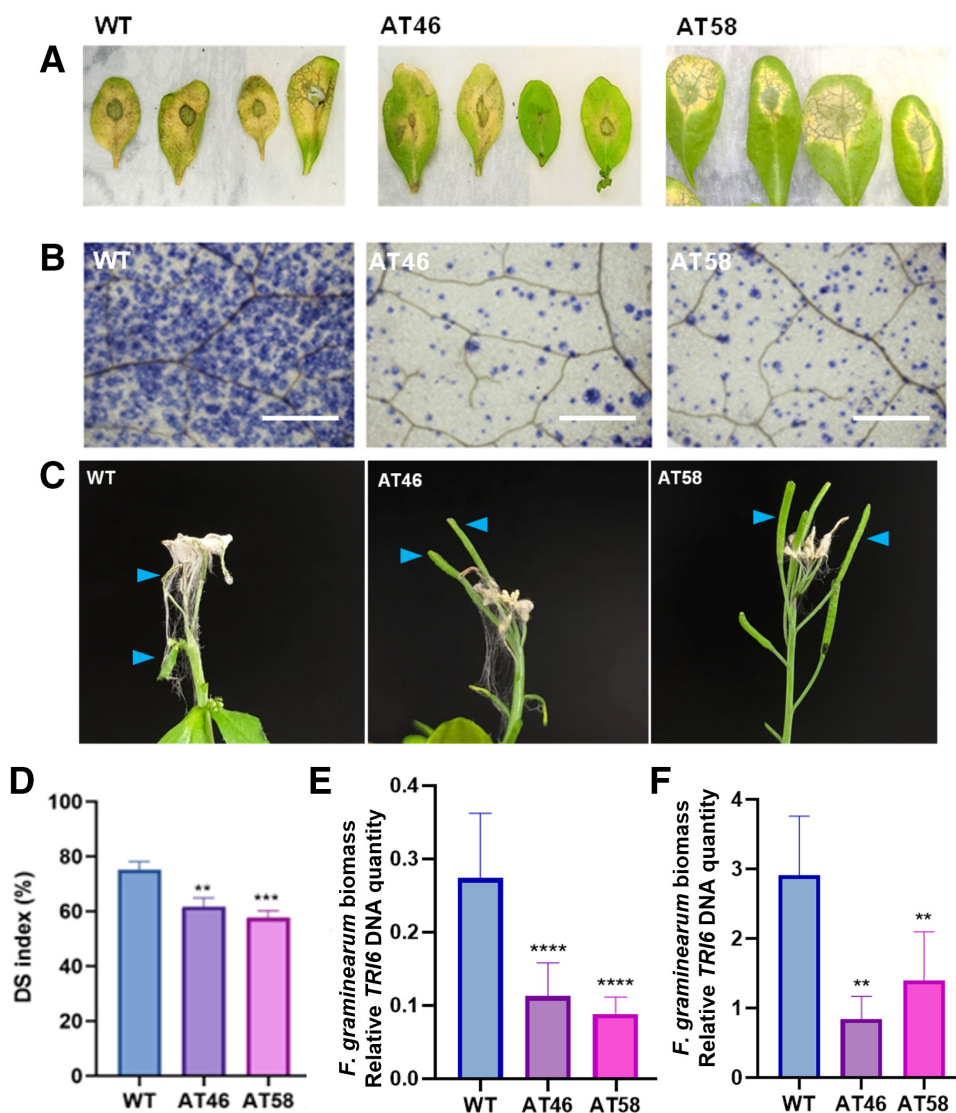 WT AT46 AT58
A
B
WT AT46 AT58
C
WT AT46 AT58
D
DS index (%)
100
80
60
40
20
0
** ***
WT AT46 AT58
E
F. graminearum biomass
Relative TRI6 DNA quantity
0.4
0.3
0.2
0.1
0.0
**** ****
WT AT46 AT58
F
F. graminearum biomass
Relative TRI6 DNA quantity
4
3
2
1
0
** **
WT AT46 AT58